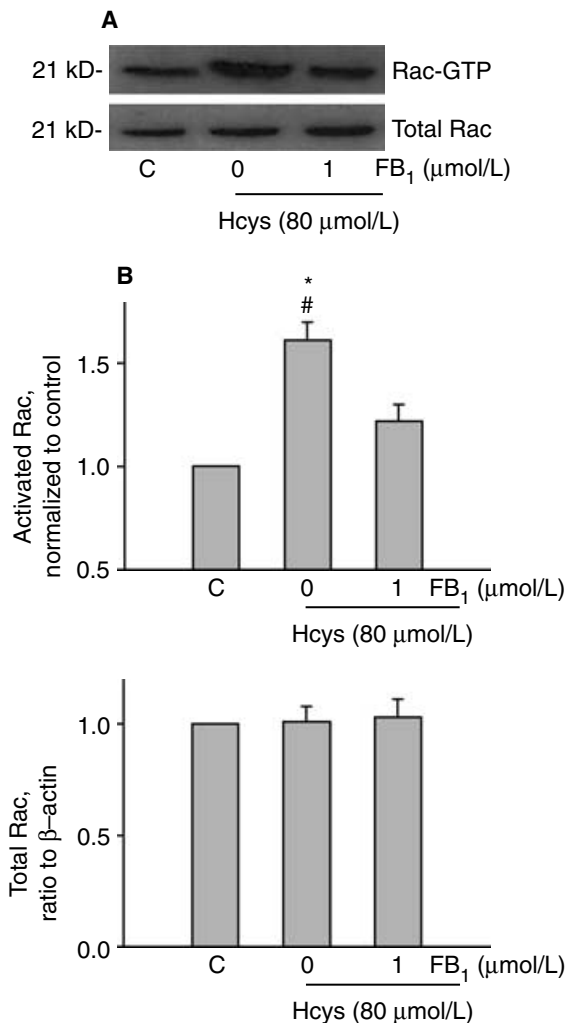 A
21 kD- Rac-GTP
21 kD- Total Rac
C 0 1 FB₁ (μmol/L)
Hcys (80 μmol/L)
B
*
#
Activated Rac,
normalized to control
1.5
1.0
0.5
C 0 1 FB₁ (μmol/L)
Hcys (80 μmol/L)
Total Rac,
ratio to β–actin
1.0
0.5
0.0
C 0 1 FB₁ (μmol/L)
Hcys (80 μmol/L)